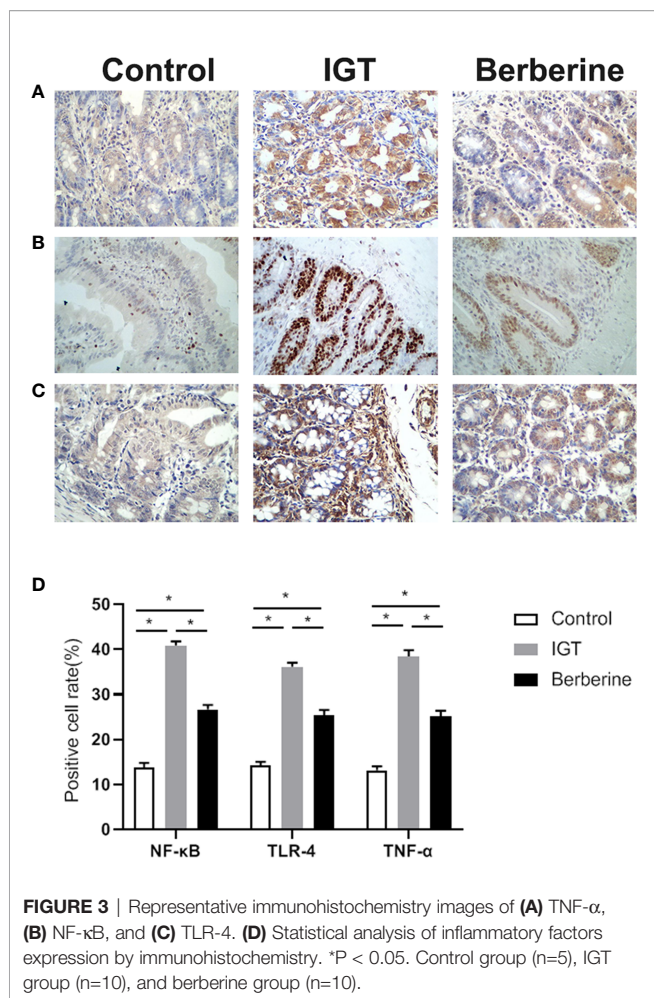 Control IGT Berberine
A
B
C
D
50
40
30
20
10
0
Positive cell rate(%)
*
* *
*
* *
*
* *
Control
IGT
Berberine
NF-κB TLR-4 TNF-α
FIGURE 3 | Representative immunohistochemistry images of (A) TNF-α,
(B) NF-κB, and (C) TLR-4. (D) Statistical analysis of inflammatory factors
expression by immunohistochemistry. *P < 0.05. Control group (n=5), IGT
group (n=10), and berberine group (n=10).